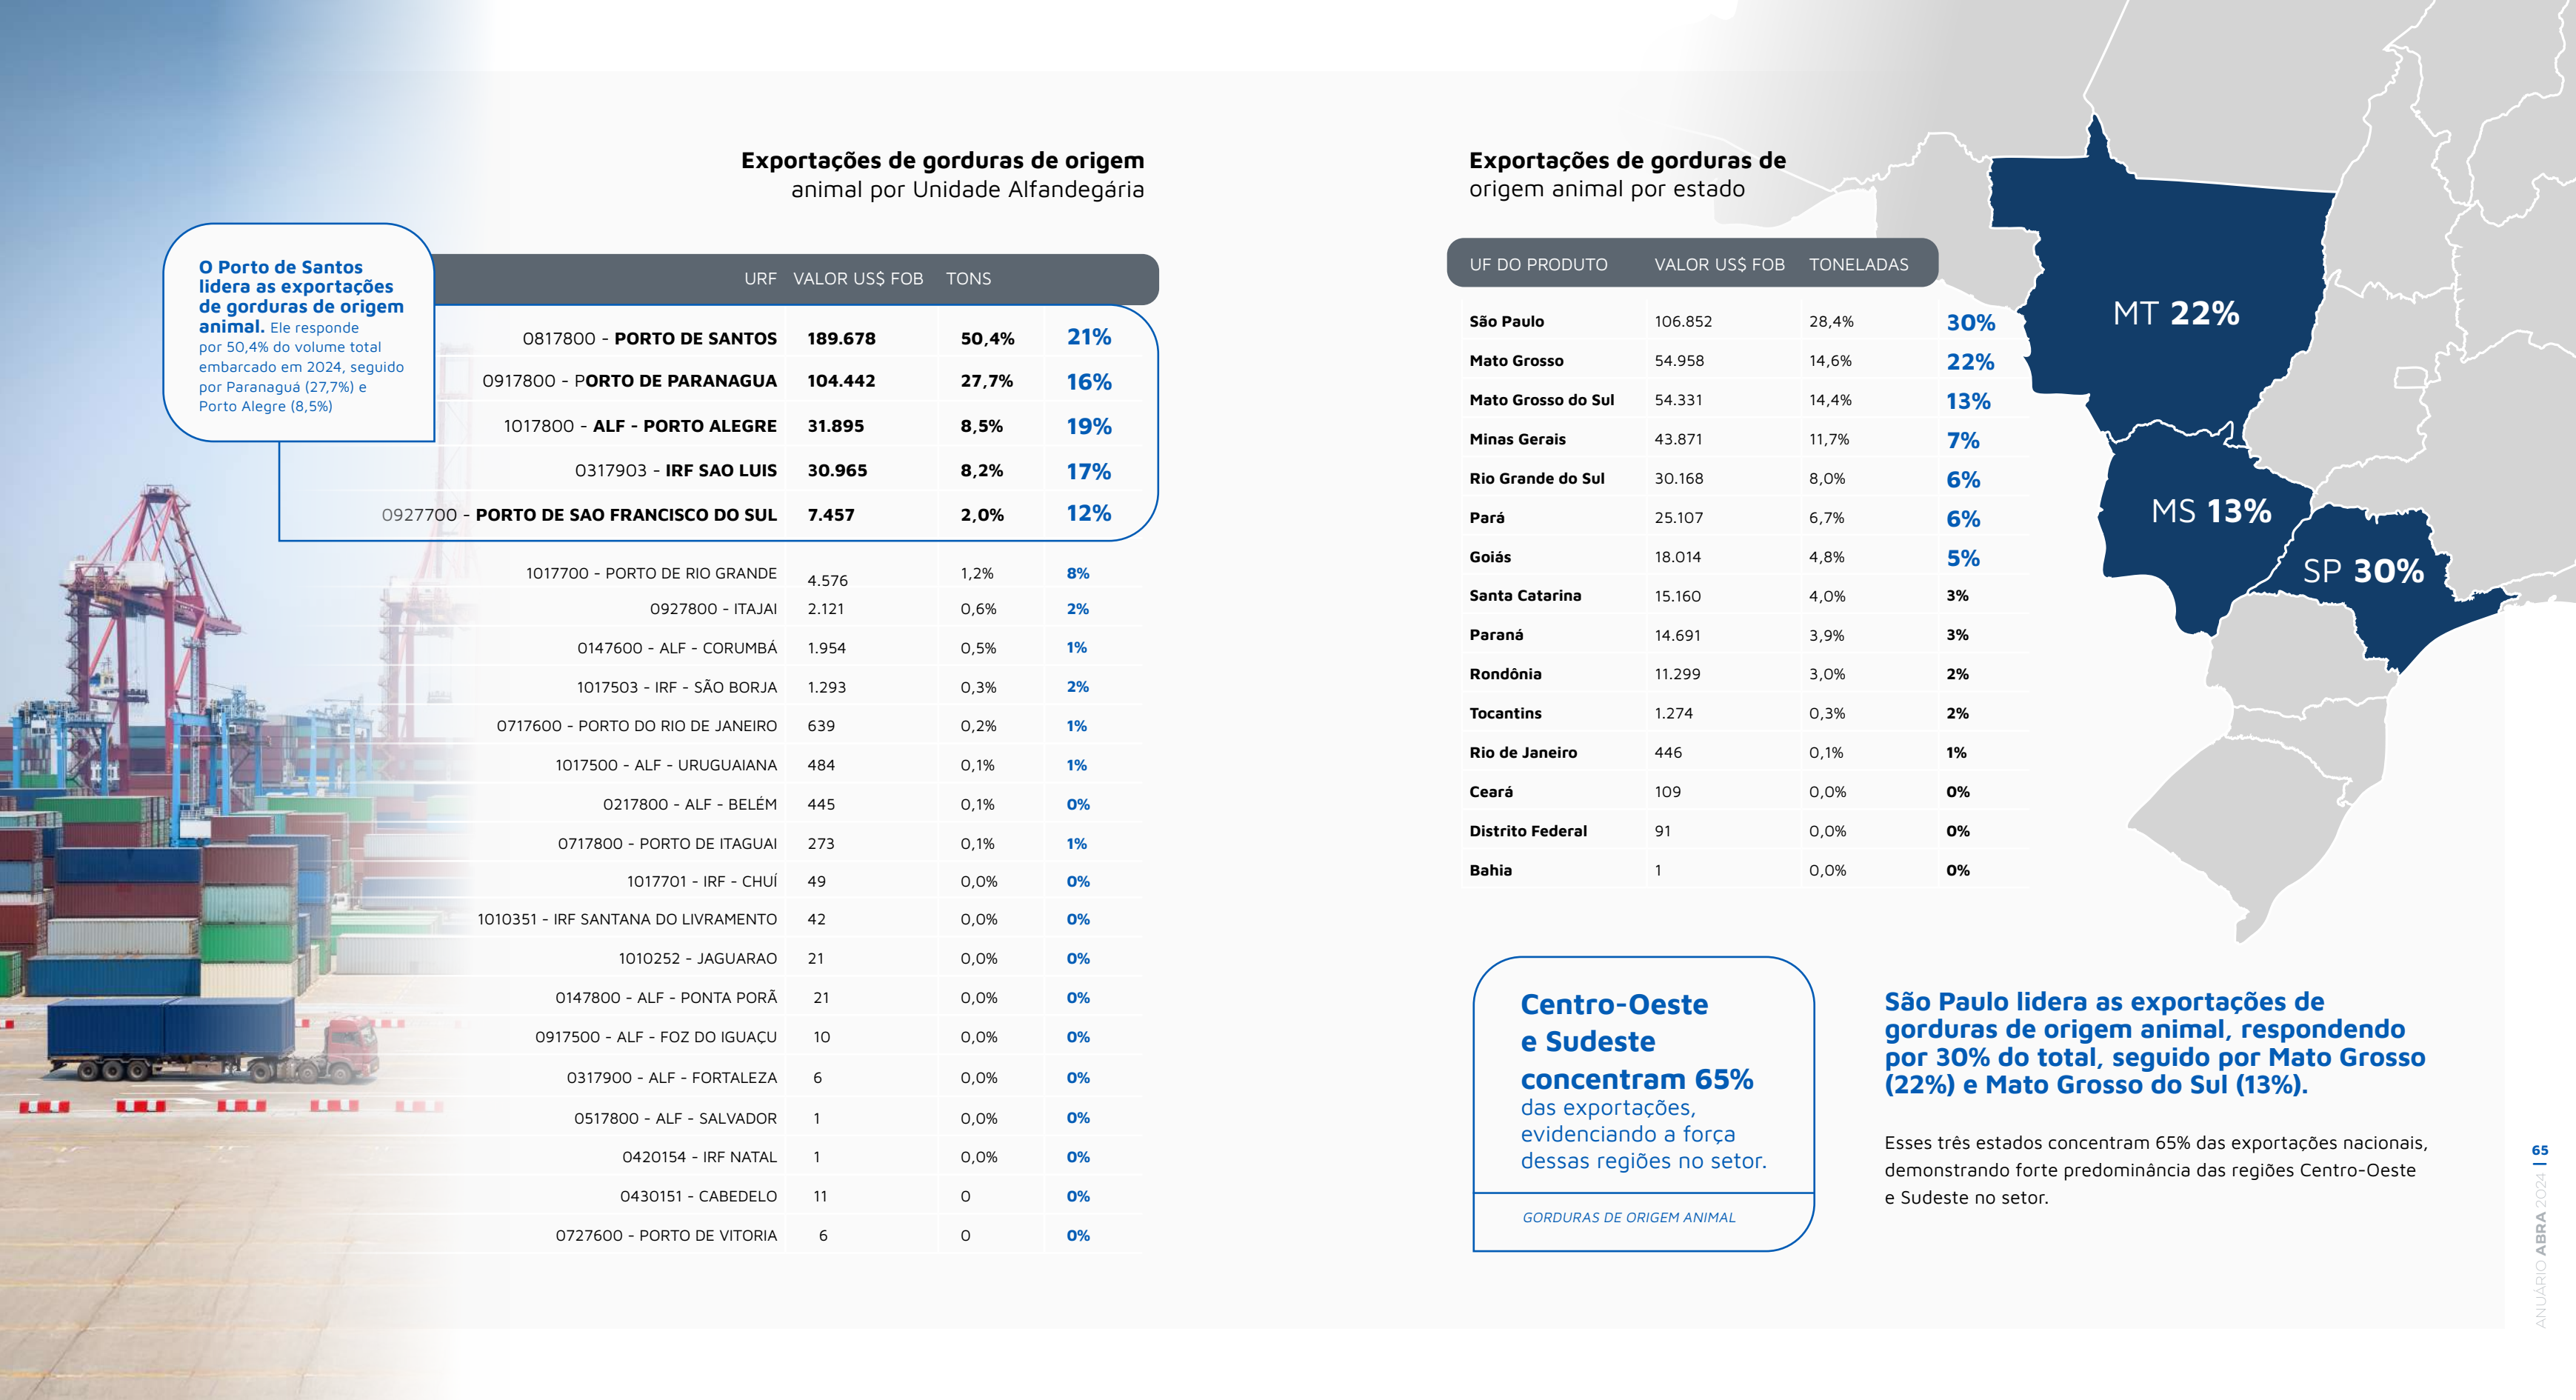 Exportações de gorduras de origem
animal por Unidade Alfandegária
O Porto de Santos
lidera as exportações
de gorduras de origem
animal. Ele responde
por 50,4% do volume total
embarcado em 2024, seguido
por Paranaguá (27,7%) e
Porto Alegre (8,5%)
URF VALOR US$ FOB TONS
0817800 - PORTO DE SANTOS 189.678 50,4% 21%
0917800 - PORTO DE PARANAGUA 104.442 27,7% 16%
1017800 - ALF - PORTO ALEGRE 31.895 8,5% 19%
0317903 - IRF SAO LUIS 30.965 8,2% 17%
0927700 - PORTO DE SAO FRANCISCO DO SUL 7.457 2,0% 12%
1017700 - PORTO DE RIO GRANDE 4.576 1,2% 8%
0927800 - ITAJAI 2.121 0,6% 2%
0147600 - ALF - CORUMBÁ 1.954 0,5% 1%
1017503 - IRF - SÃO BORJA 1.293 0,3% 2%
0717600 - PORTO DO RIO DE JANEIRO 639 0,2% 1%
1017500 - ALF - URUGUAIANA 484 0,1% 1%
0217800 - ALF - BELÉM 445 0,1% 0%
0717800 - PORTO DE ITAGUAI 273 0,1% 1%
1017701 - IRF - CHUÍ 49 0,0% 0%
1010351 - IRF SANTANA DO LIVRAMENTO 42 0,0% 0%
1010252 - JAGUARAO 21 0,0% 0%
0147800 - ALF - PONTA PORÃ 21 0,0% 0%
0917500 - ALF - FOZ DO IGUAÇU 10 0,0% 0%
0317900 - ALF - FORTALEZA 6 0,0% 0%
0517800 - ALF - SALVADOR 1 0,0% 0%
0420154 - IRF NATAL 1 0,0% 0%
0430151 - CABEDELO 11 0 0%
0727600 - PORTO DE VITORIA 6 0 0%
Exportações de gorduras de
origem animal por estado
UF DO PRODUTO VALOR US$ FOB TONELADAS
São Paulo 106.852 28,4% 30%
Mato Grosso 54.958 14,6% 22%
Mato Grosso do Sul 54.331 14,4% 13%
Minas Gerais 43.871 11,7% 7%
Rio Grande do Sul 30.168 8,0% 6%
Pará 25.107 6,7% 6%
Goiás 18.014 4,8% 5%
Santa Catarina 15.160 4,0% 3%
Paraná 14.691 3,9% 3%
Rondônia 11.299 3,0% 2%
Tocantins 1.274 0,3% 2%
Rio de Janeiro 446 0,1% 1%
Ceará 109 0,0% 0%
Distrito Federal 91 0,0% 0%
Bahia 1 0,0% 0%
MT 22%
MS 13%
SP 30%
Centro-Oeste
e Sudeste
concentram 65%
das exportações,
evidenciando a força
dessas regiões no setor.
GORDURAS DE ORIGEM ANIMAL
São Paulo lidera as exportações de
gorduras de origem animal, respondendo
por 30% do total, seguido por Mato Grosso
(22%) e Mato Grosso do Sul (13%).
Esses três estados concentram 65% das exportações nacionais,
demonstrando forte predominância das regiões Centro-Oeste
e Sudeste no setor.
65
ANUÁRIO ABRA 2024